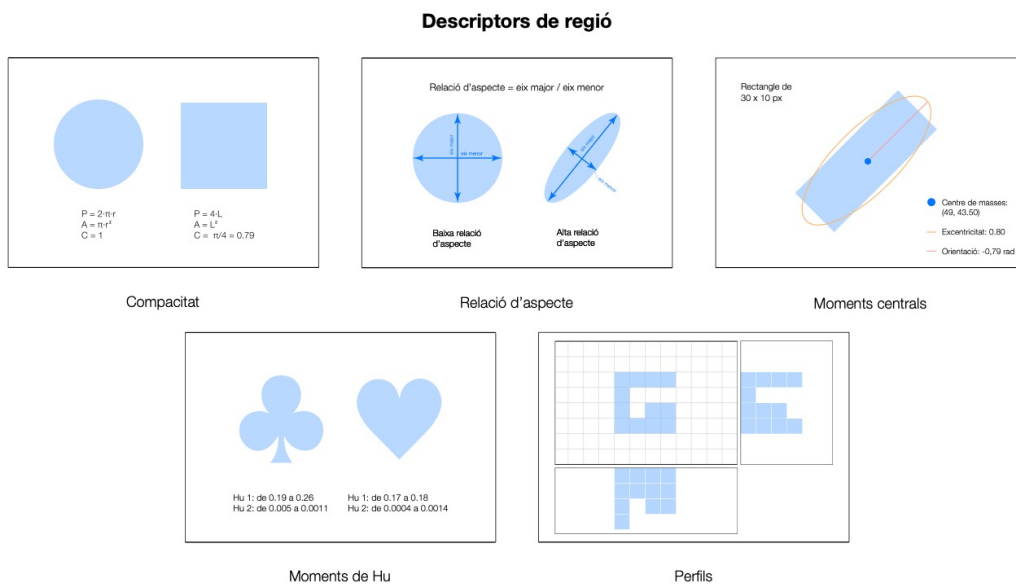 Descriptors de regió
P = 2·π·r
A = π·r²
C = 1
P = 4·L
A = L²
C = π/4 = 0.79
Compacitat
Relació d'aspecte = eix major / eix menor
eix major
eix menor
eix major
eix menor
Baixa relació
d'aspecte
Alta relació
d'aspecte
Relació d'aspecte
Rectangle de
30 x 10 px
Centre de masses:
(49, 43.50)
Excentricitat: 0.80
Orientació: -0,79 rad
Moments centrals
Hu 1: de 0.19 a 0.26
Hu 2: de 0.005 a 0.0011
Hu 1: de 0.17 a 0.18
Hu 2: de 0.0004 a 0.0014
Moments de Hu
Perfils